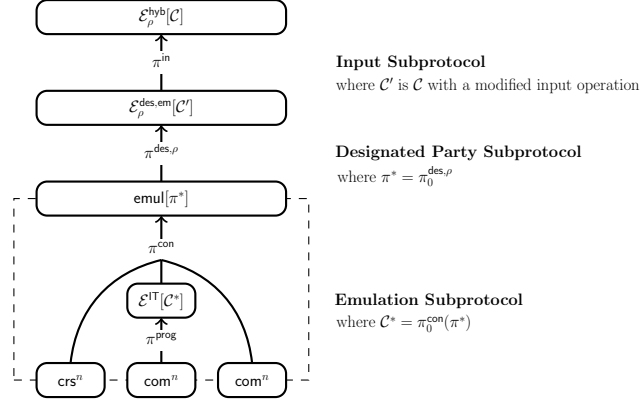 ℰ_ρ^{hyb}[𝒞]
π^{in}
Input Subprotocol
where 𝒞′ is 𝒞 with a modified input operation
ℰ_ρ^{des,em}[𝒞′]
π^{des,ρ}
Designated Party Subprotocol
where π* = π_0^{des,ρ}
emul[π*]
π^{con}
ℰ^{IT}[𝒞*]
Emulation Subprotocol
where 𝒞* = π_0^{con}(π*)
π^{prog}
crs^n
com^n
com^n